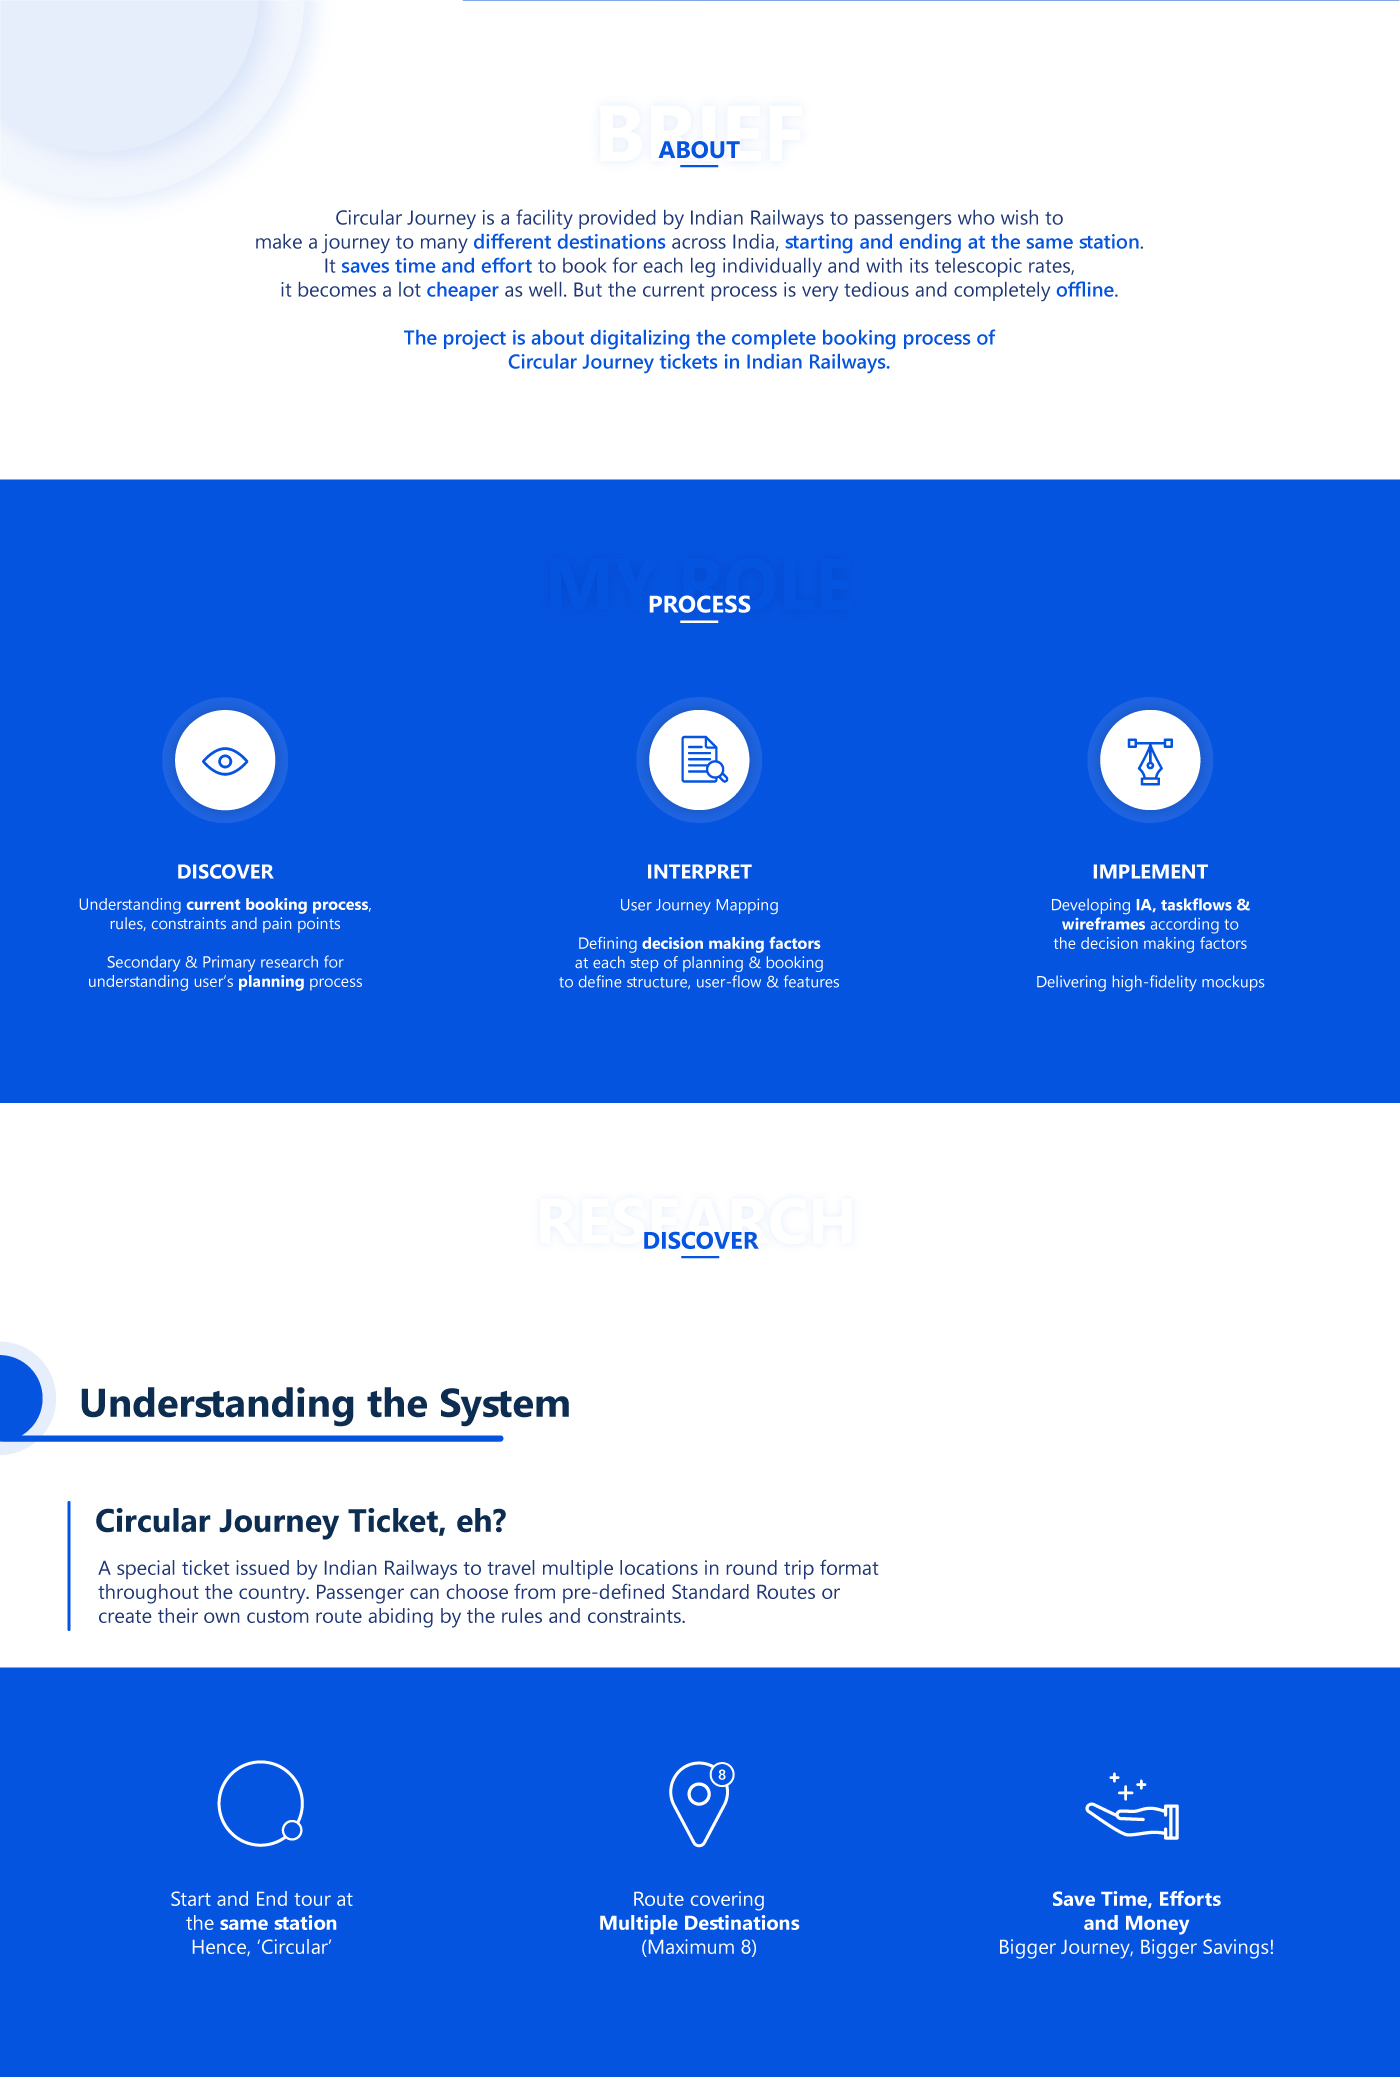 BRIEF
ABOUT
Circular Journey is a facility provided by Indian Railways to passengers who wish to
make a journey to many different destinations across India, starting and ending at the same station.
It saves time and effort to book for each leg individually and with its telescopic rates,
it becomes a lot cheaper as well. But the current process is very tedious and completely offline.
The project is about digitalizing the complete booking process of
Circular Journey tickets in Indian Railways.
MY ROLE
PROCESS
DISCOVER
Understanding current booking process,
rules, constraints and pain points
Secondary & Primary research for
understanding user’s planning process
INTERPRET
User Journey Mapping
Defining decision making factors
at each step of planning & booking
to define structure, user-flow & features
IMPLEMENT
Developing IA, taskflows &
wireframes according to
the decision making factors
Delivering high-fidelity mockups
RESEARCH
DISCOVER
Understanding the System
Circular Journey Ticket, eh?
A special ticket issued by Indian Railways to travel multiple locations in round trip format
throughout the country. Passenger can choose from pre-defined Standard Routes or
create their own custom route abiding by the rules and constraints.
Start and End tour at
the same station
Hence, ‘Circular’
8
Route covering
Multiple Destinations
(Maximum 8)
Save Time, Efforts
and Money
Bigger Journey, Bigger Savings!